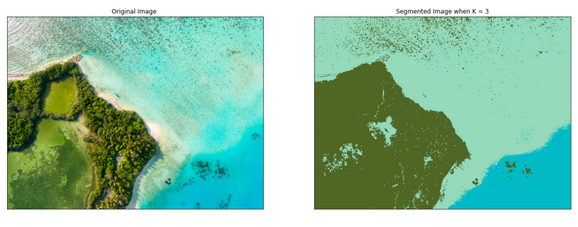 Original Image
Segmented Image when K = 3